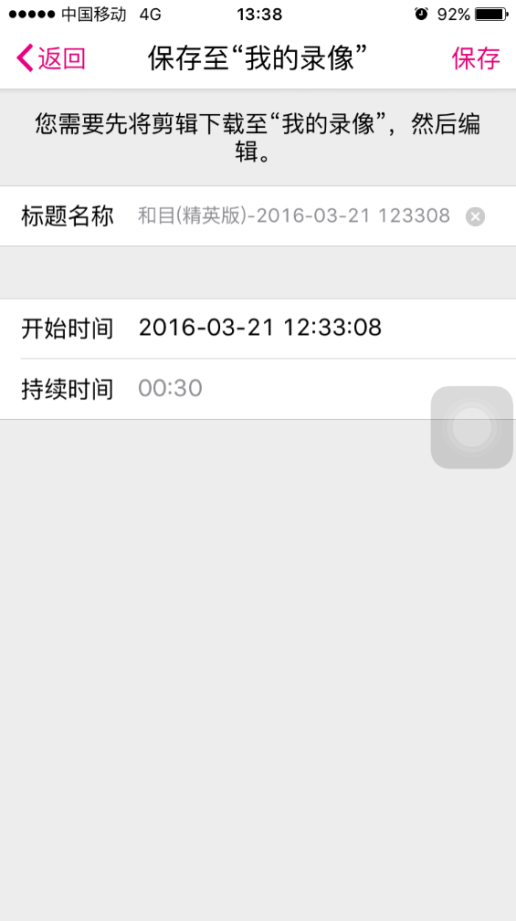 中国移动 4G 13:38 92%
返回 保存至“我的录像” 保存
您需要先将剪辑下载至“我的录像”，然后编
辑。
标题名称 和目(精英版)-2016-03-21 123308
开始时间 2016-03-21 12:33:08
持续时间 00:30